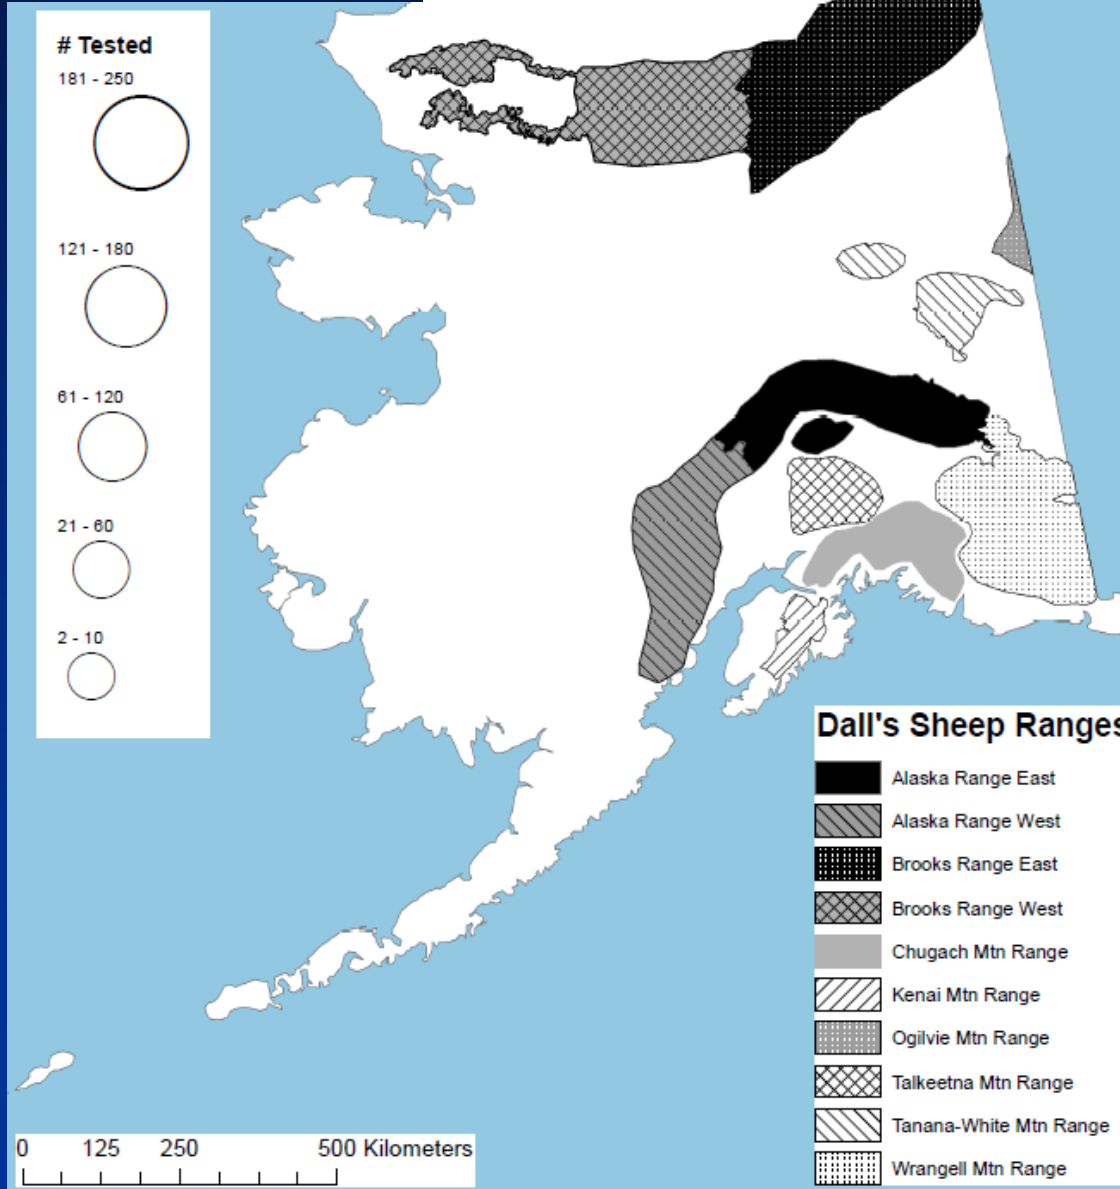 # Tested
181 - 250
121 - 180
61 - 120
21 - 60
2 - 10
Dall's Sheep Ranges
Alaska Range East
Alaska Range West
Brooks Range East
Brooks Range West
Chugach Mtn Range
Kenai Mtn Range
Ogilvie Mtn Range
Talkeetna Mtn Range
Tanana-White Mtn Range
Wrangell Mtn Range
0 125 250 500 Kilometers